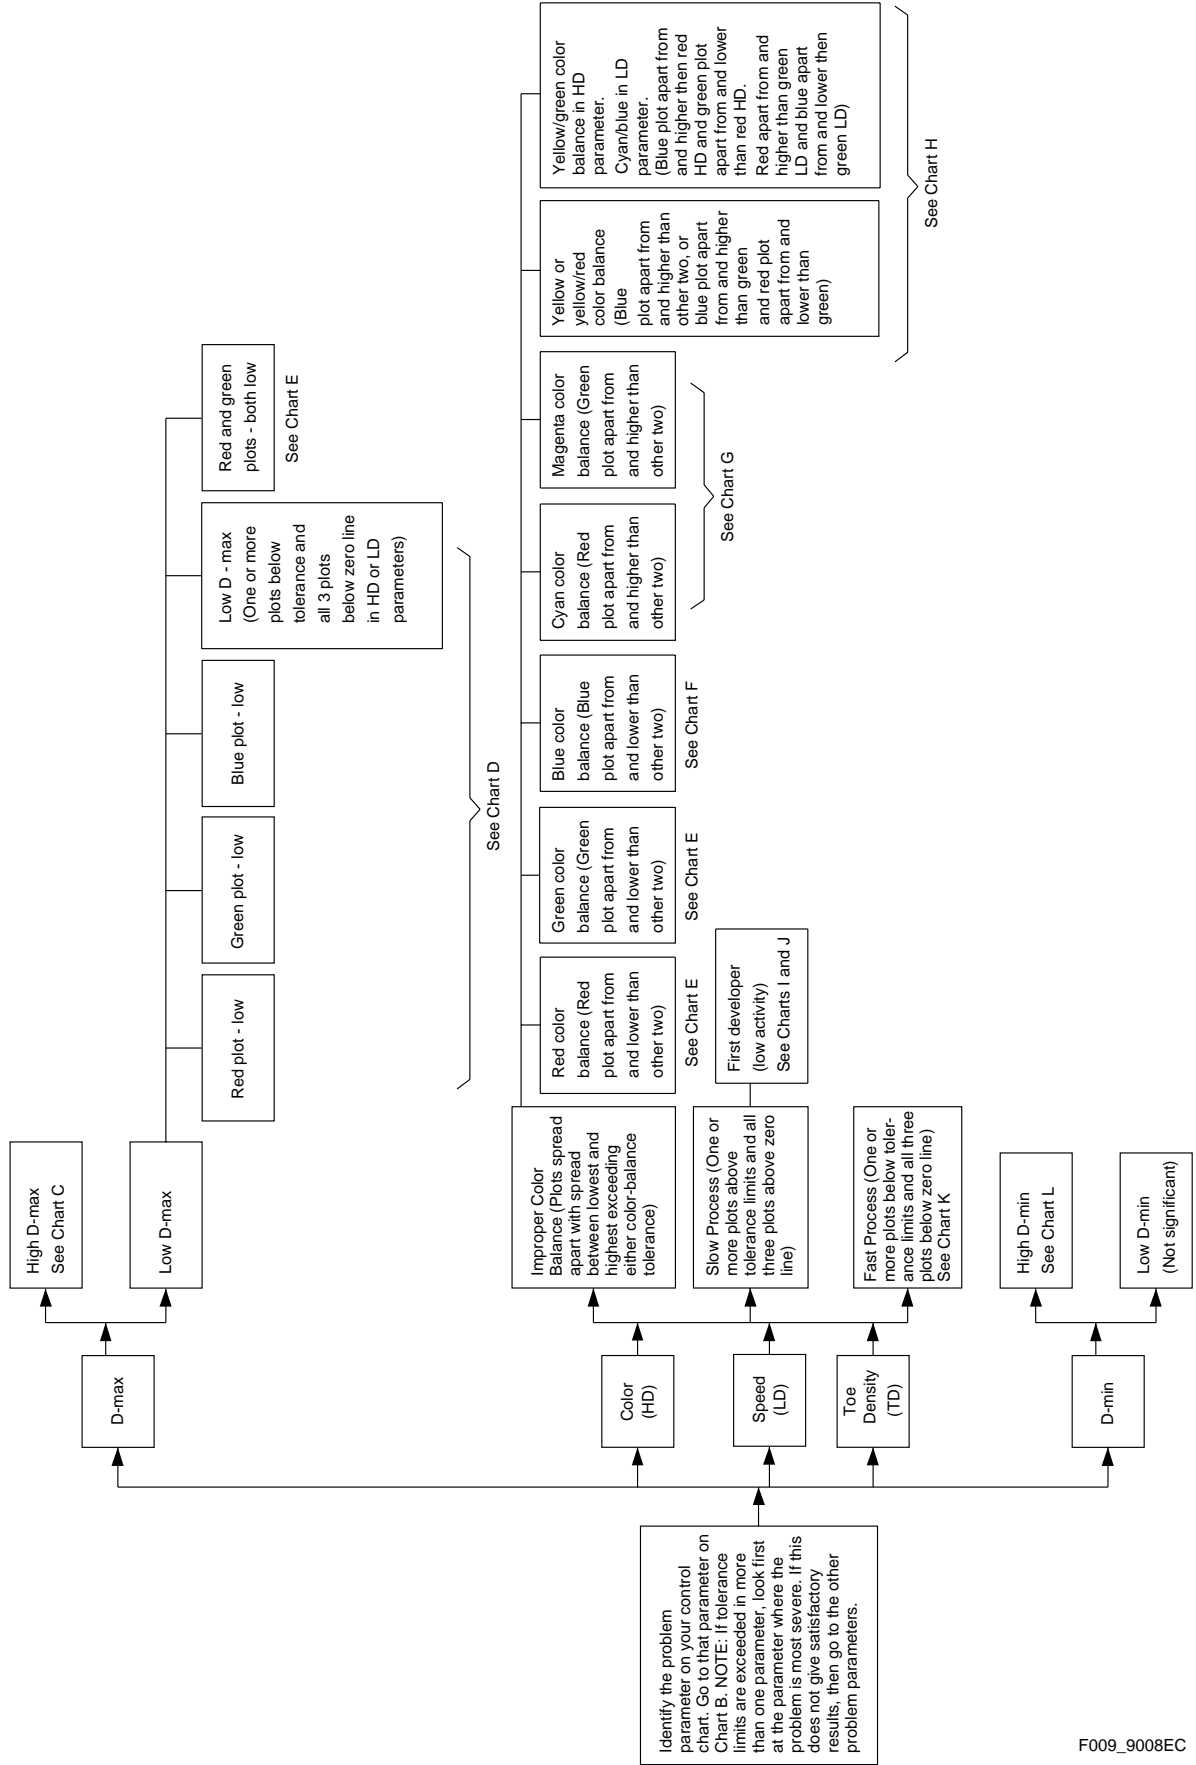 Identify the problem
parameter on your control
chart. Go to that parameter on
Chart B. NOTE: If tolerance
limits are exceeded in more
than one parameter, look first
at the parameter where the
problem is most severe. If this
does not give satisfactory
results, then go to the other
problem parameters.
D-max
High D-max
See Chart C
Low D-max
Red plot - low
Green plot - low
Blue plot - low
Low D - max
(One or more
plots below
tolerance and
all 3 plots
below zero line
in HD or LD
parameters)
See Chart D
Red and green
plots - both low
See Chart E
Color
(HD)
Speed
(LD)
Toe
Density
(TD)
Improper Color
Balance (Plots spread
apart with spread
between lowest and
highest exceeding
either color-balance
tolerance)
Red color
balance (Red
plot apart from
and lower than
other two)
See Chart E
Green color
balance (Green
plot apart from
and lower than
other two)
See Chart E
Blue color
balance (Blue
plot apart from
and lower than
other two)
See Chart F
Cyan color
balance (Red
plot apart from
and higher than
other two)
Magenta color
balance (Green
plot apart from
and higher than
other two)
See Chart G
Yellow or
yellow/red
color balance
(Blue
plot apart from
and higher than
other two, or
blue plot apart
from and higher
than green
and red plot
apart from and
lower than
green)
Yellow/green color
balance in HD
parameter.
Cyan/blue in LD
parameter.
(Blue plot apart from
and higher then red
HD and green plot
apart from and lower
than red HD.
Red apart from and
higher than green
LD and blue apart
from and lower then
green LD)
See Chart H
Slow Process (One or
more plots above
tolerance limits and all
three plots above zero
line)
First developer
(low activity)
See Charts I and J
Fast Process (One or
more plots below toler-
ance limits and all three
plots below zero line)
See Chart K
D-min
High D-min
See Chart L
Low D-min
(Not significant)
F009_9008EC